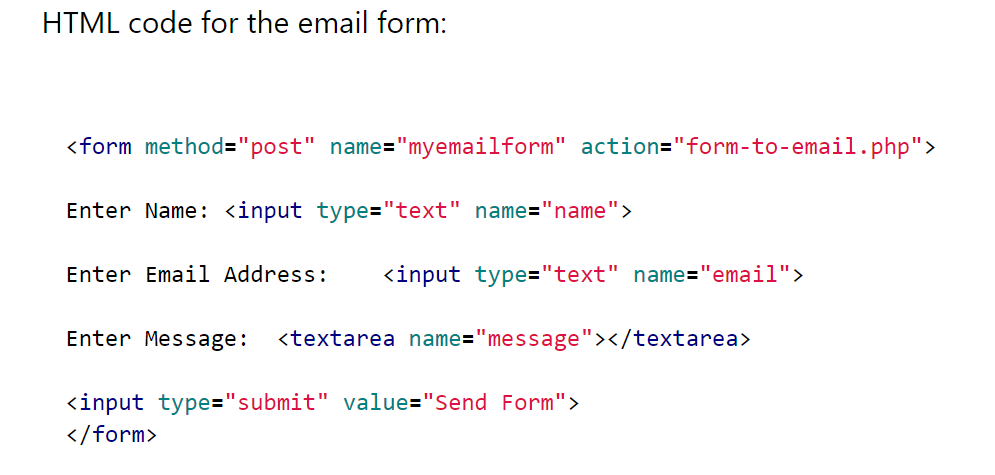 HTML code for the email form:
<form method="post" name="myemailform" action="form-to-email.php">
Enter Name: <input type="text" name="name">
Enter Email Address:    <input type="text" name="email">
Enter Message:  <textarea name="message"></textarea>
<input type="submit" value="Send Form">
</form>